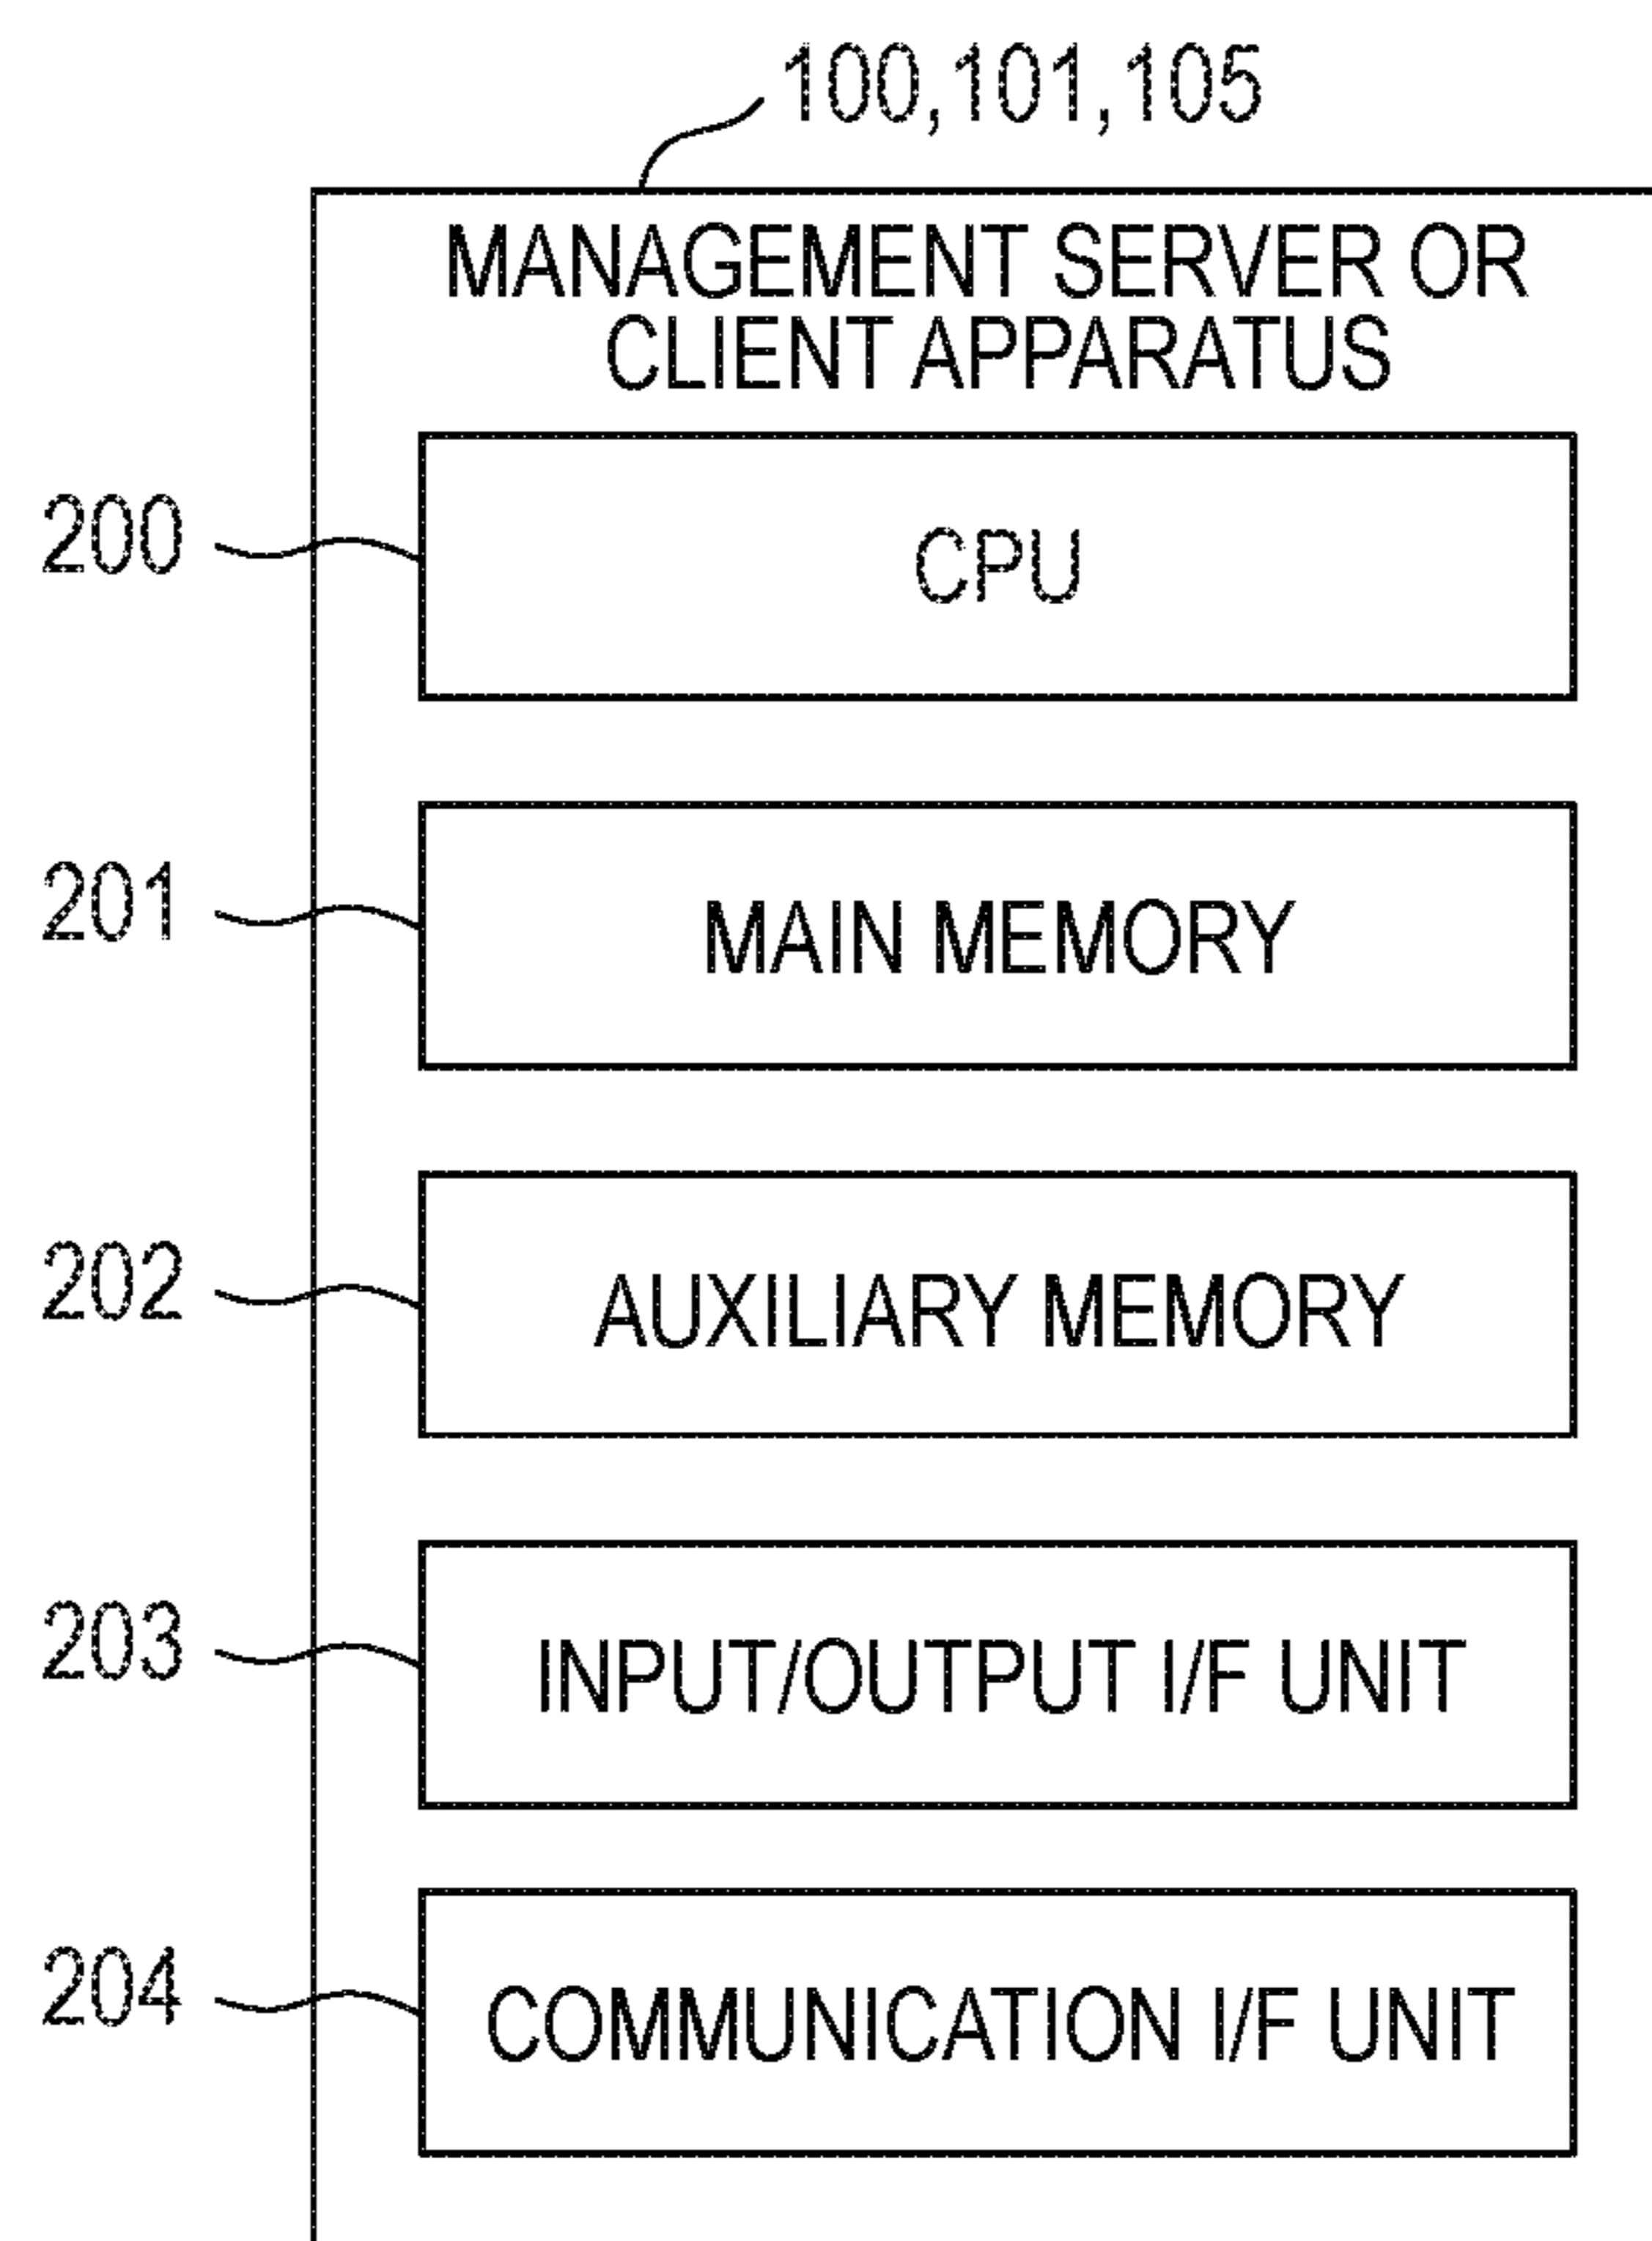 100,101,105
MANAGEMENT SERVER OR
CLIENT APPARATUS
200
CPU
201
MAIN MEMORY
202
AUXILIARY MEMORY
203
INPUT/OUTPUT I/F UNIT
204
COMMUNICATION I/F UNIT